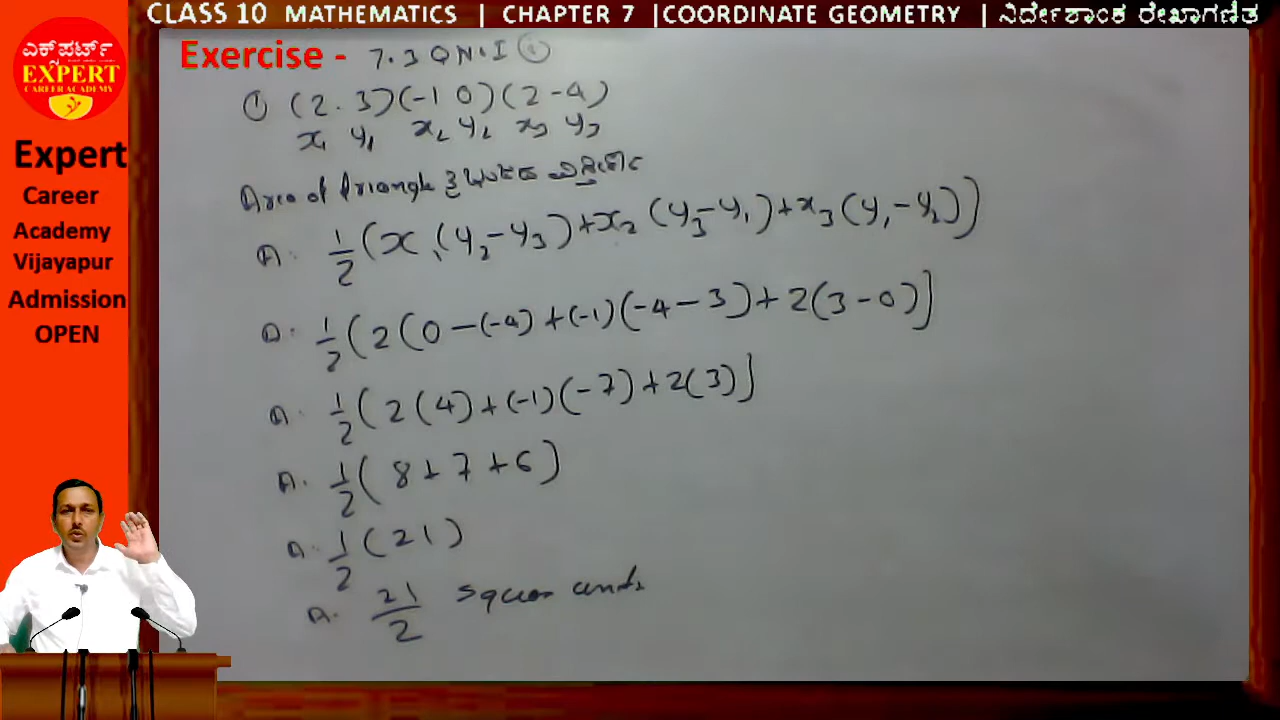 CLASS 10 MATHEMATICS | CHAPTER 7 |COORDINATE GEOMETRY | ನಿರ್ದೇಶಾಂಕ ರೇಖಾಗಣಿತ
ಎಕ್ಸ್‌ಪರ್ಟ್
EXPERT
CAREER ACADEMY
Expert
Career
Academy
Vijayapur
Admission
OPEN
Exercise - 7.3 Q N.I ①
① (2. 3)(-1 0)(2 -4)
x₁ y₁ x₂ y₂ x₃ y₃
Area of triangle
A: 1/2 (x₁(y₂-y₃)+x₂(y₃-y₁)+x₃(y₁-y₂))
A: 1/2 (2(0-(-4)+(-1)(-4-3)+2(3-0)]
A: 1/2 (2(4)+(-1)(-7)+2(3)]
A: 1/2 (8+7+6)
A: 1/2 (21)
A: 21/2 square units